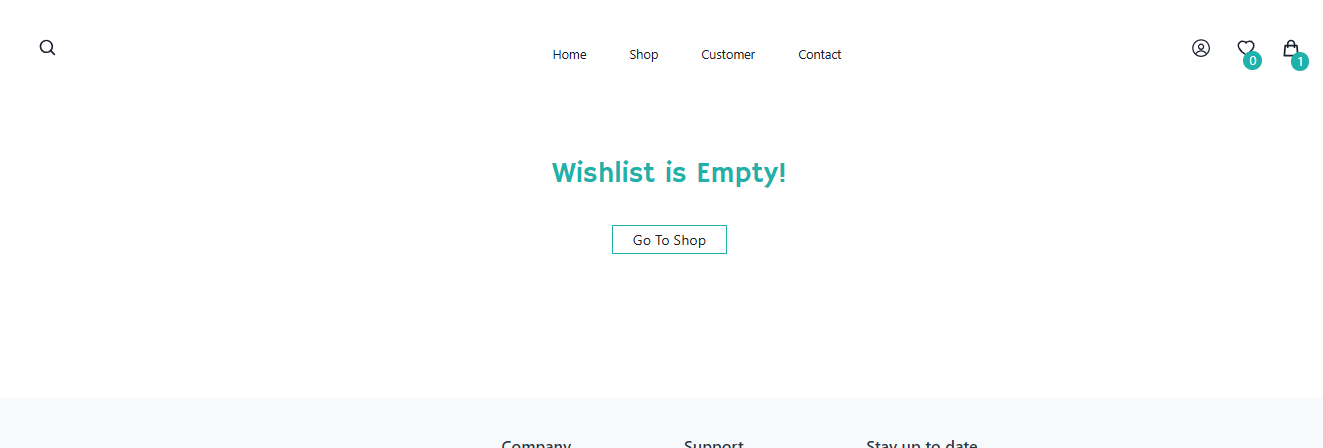 Home Shop Customer Contact
0
1
Wishlist is Empty!
Go To Shop
Company Support Stay up to date